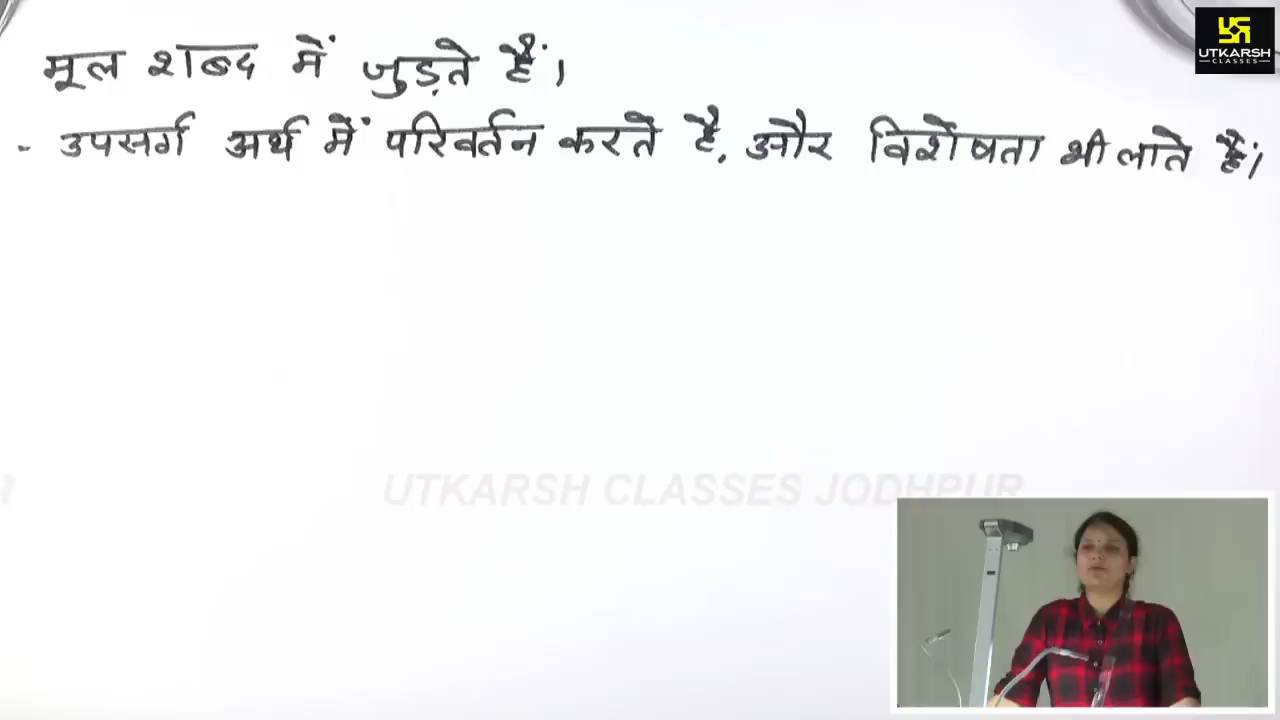 मूल शब्द में जुड़ते हैं।
- उपसर्ग अर्थ में परिवर्तन करते है, और विशेषता भी लाते है।
UTKARSH
CLASSES
UTKARSH CLASSES JODHPUR